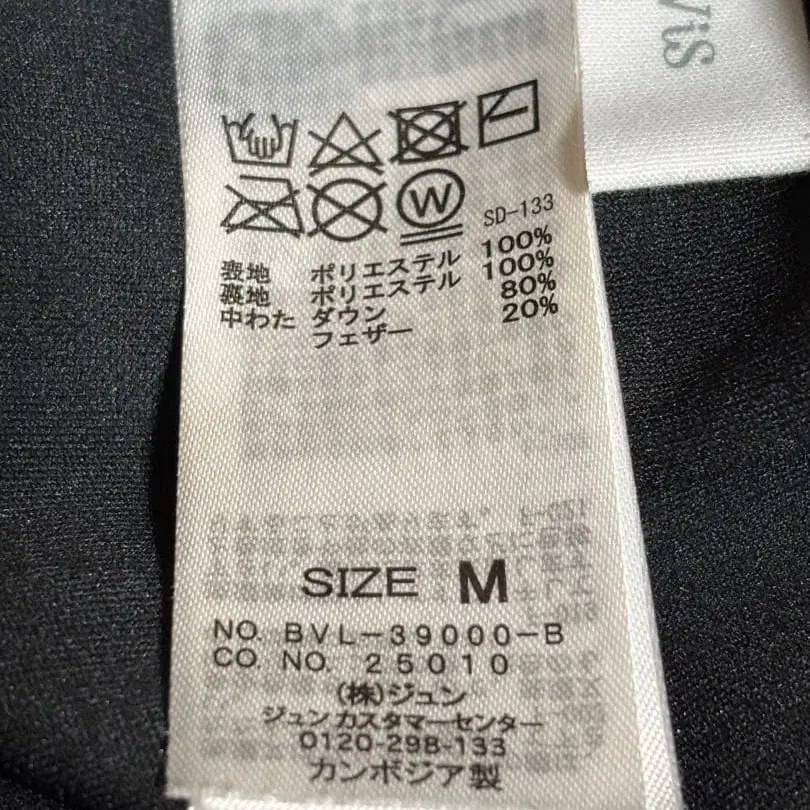 ViS
SD-133
表地 ポリエステル 100%
裏地 ポリエステル 100%
中わた ダウン 80%
フェザー 20%
SIZE M
NO. BVL-39000-B
CO. NO. 25010
(株)ジュン
ジュンカスタマーセンター
0120-298-133
カンボジア製